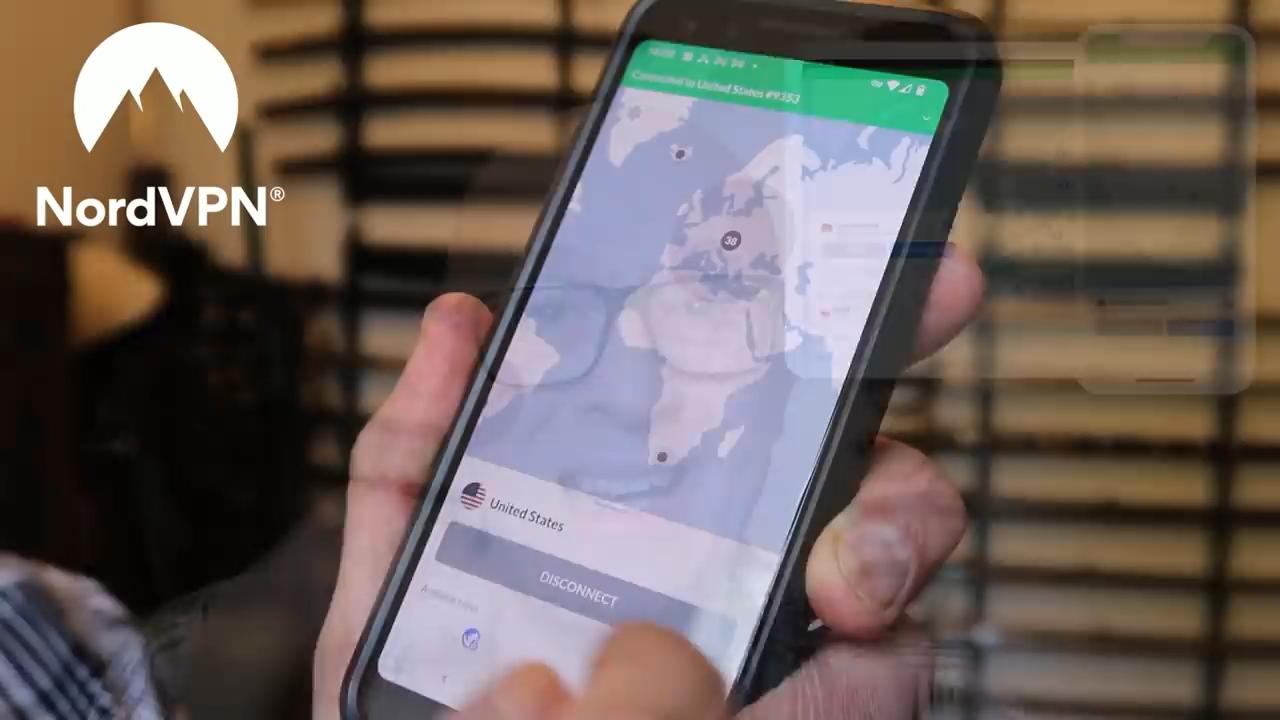 NordVPN®
Connected to United States #9353
38
United States
DISCONNECT